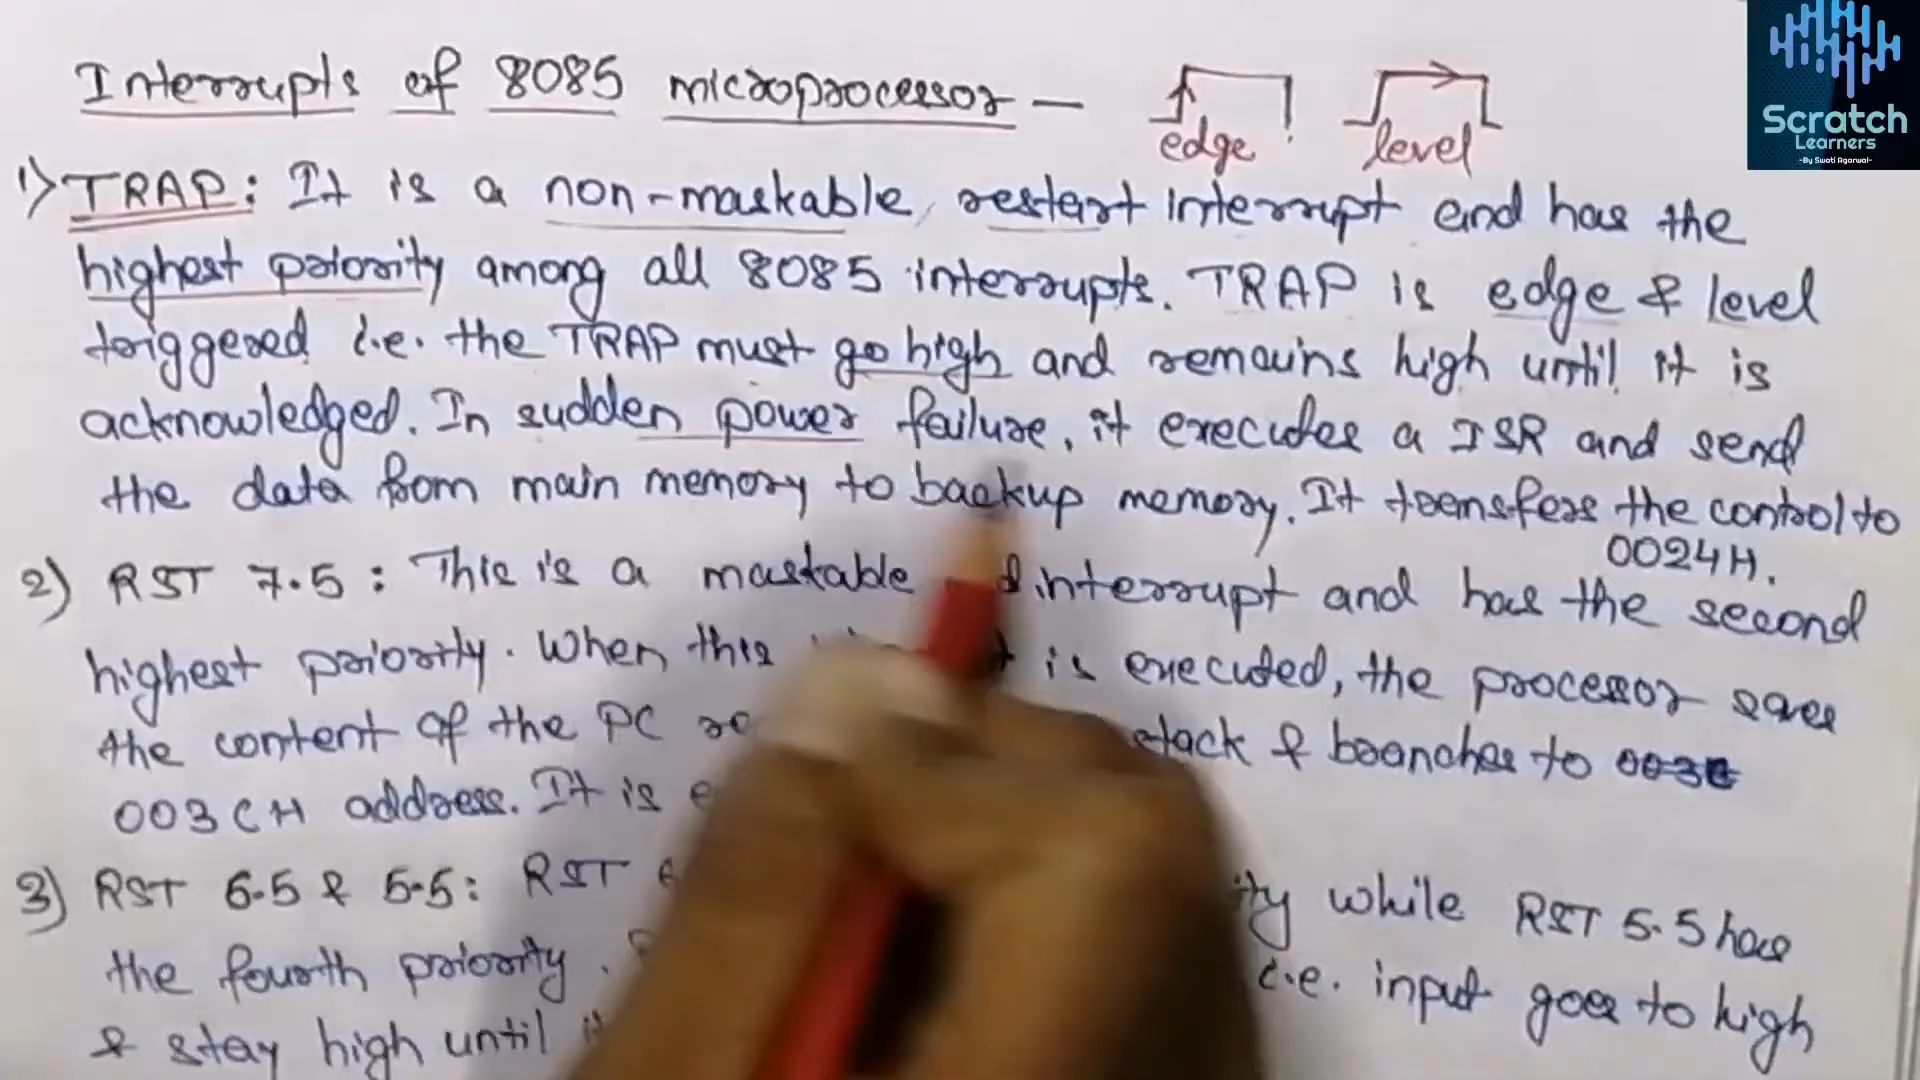 Interrupts of 8085 microprocessor —
edge
level
Scratch
Learners
-By Swati Agarwal-
1) TRAP: It is a non-maskable, restart interrupt and has the
highest priority among all 8085 interrupts. TRAP is edge & level
triggered i.e. the TRAP must go high and remains high until it is
acknowledged. In sudden power failure, it executes a ISR and send
the data from main memory to backup memory. It transfers the control to
0024H.
2) RST 7.5: This is a maskable interrupt and has the second
highest priority. When this is executed, the processor saves
the content of the PC stack & branches to
003CH address. It is
3) RST 6.5 & 5.5: RST while RST 5.5 has
the fourth priority. i.e. input goes to high
& stay high until